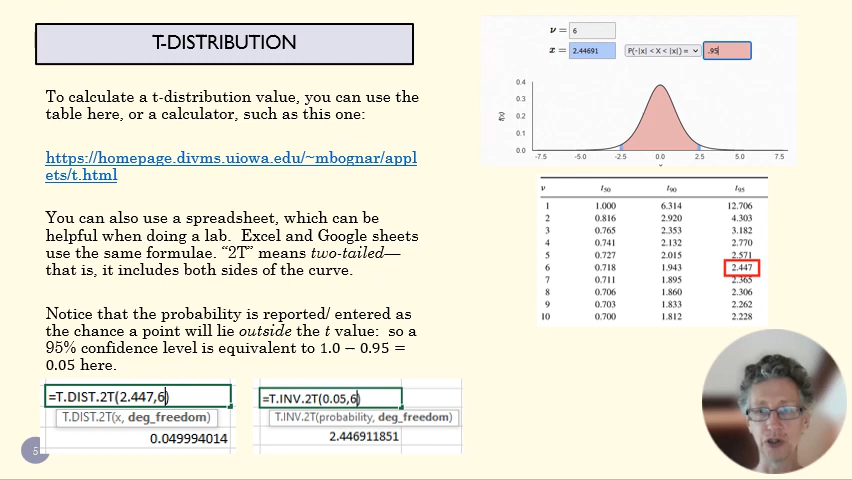 T-DISTRIBUTION
To calculate a t-distribution value, you can use the
table here, or a calculator, such as this one:
https://homepage.divms.uiowa.edu/~mbognar/appl
ets/t.html
You can also use a spreadsheet, which can be
helpful when doing a lab.  Excel and Google sheets
use the same formulae. “2T” means two-tailed—
that is, it includes both sides of the curve.
Notice that the probability is reported/ entered as
the chance a point will lie outside the t value:  so a
95% confidence level is equivalent to 1.0 − 0.95 =
0.05 here.
=T.DIST.2T(2.447,6)
T.DIST.2T(x, deg_freedom)
0.049994014
=T.INV.2T(0.05,6)
T.INV.2T(probability, deg_freedom)
2.446911851
5
ν = 6
x = 2.44691 P(-|x| < X < |x|) = .95
0.4
0.3
0.2
0.1
0.0
f(x)
-7.5 -5.0 -2.5 0.0 2.5 5.0 7.5
ν t50 t90 t95
1 1.000 6.314 12.706
2 0.816 2.920 4.303
3 0.765 2.353 3.182
4 0.741 2.132 2.770
5 0.727 2.015 2.571
6 0.718 1.943 2.447
7 0.711 1.895 2.365
8 0.706 1.860 2.306
9 0.703 1.833 2.262
10 0.700 1.812 2.228